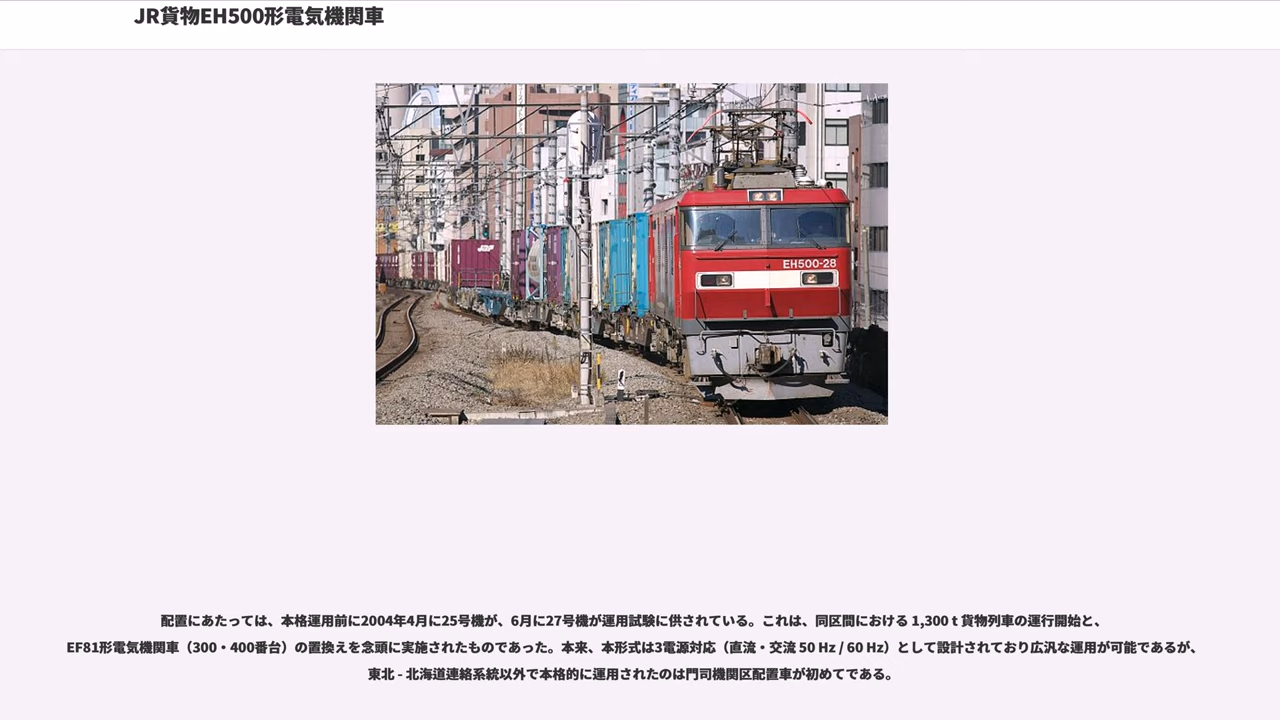 JR貨物EH500形電気機関車
EH500-28
配置にあたっては、本格運用前に2004年4月に25号機が、6月に27号機が運用試験に供されている。これは、同区間における 1,300 t 貨物列車の運行開始と、
EF81形電気機関車（300・400番台）の置換えを念頭に実施されたものであった。本来、本形式は3電源対応（直流・交流 50 Hz / 60 Hz）として設計されており広汎な運用が可能であるが、
東北 - 北海道連絡系統以外で本格的に運用されたのは門司機関区配置車が初めてである。